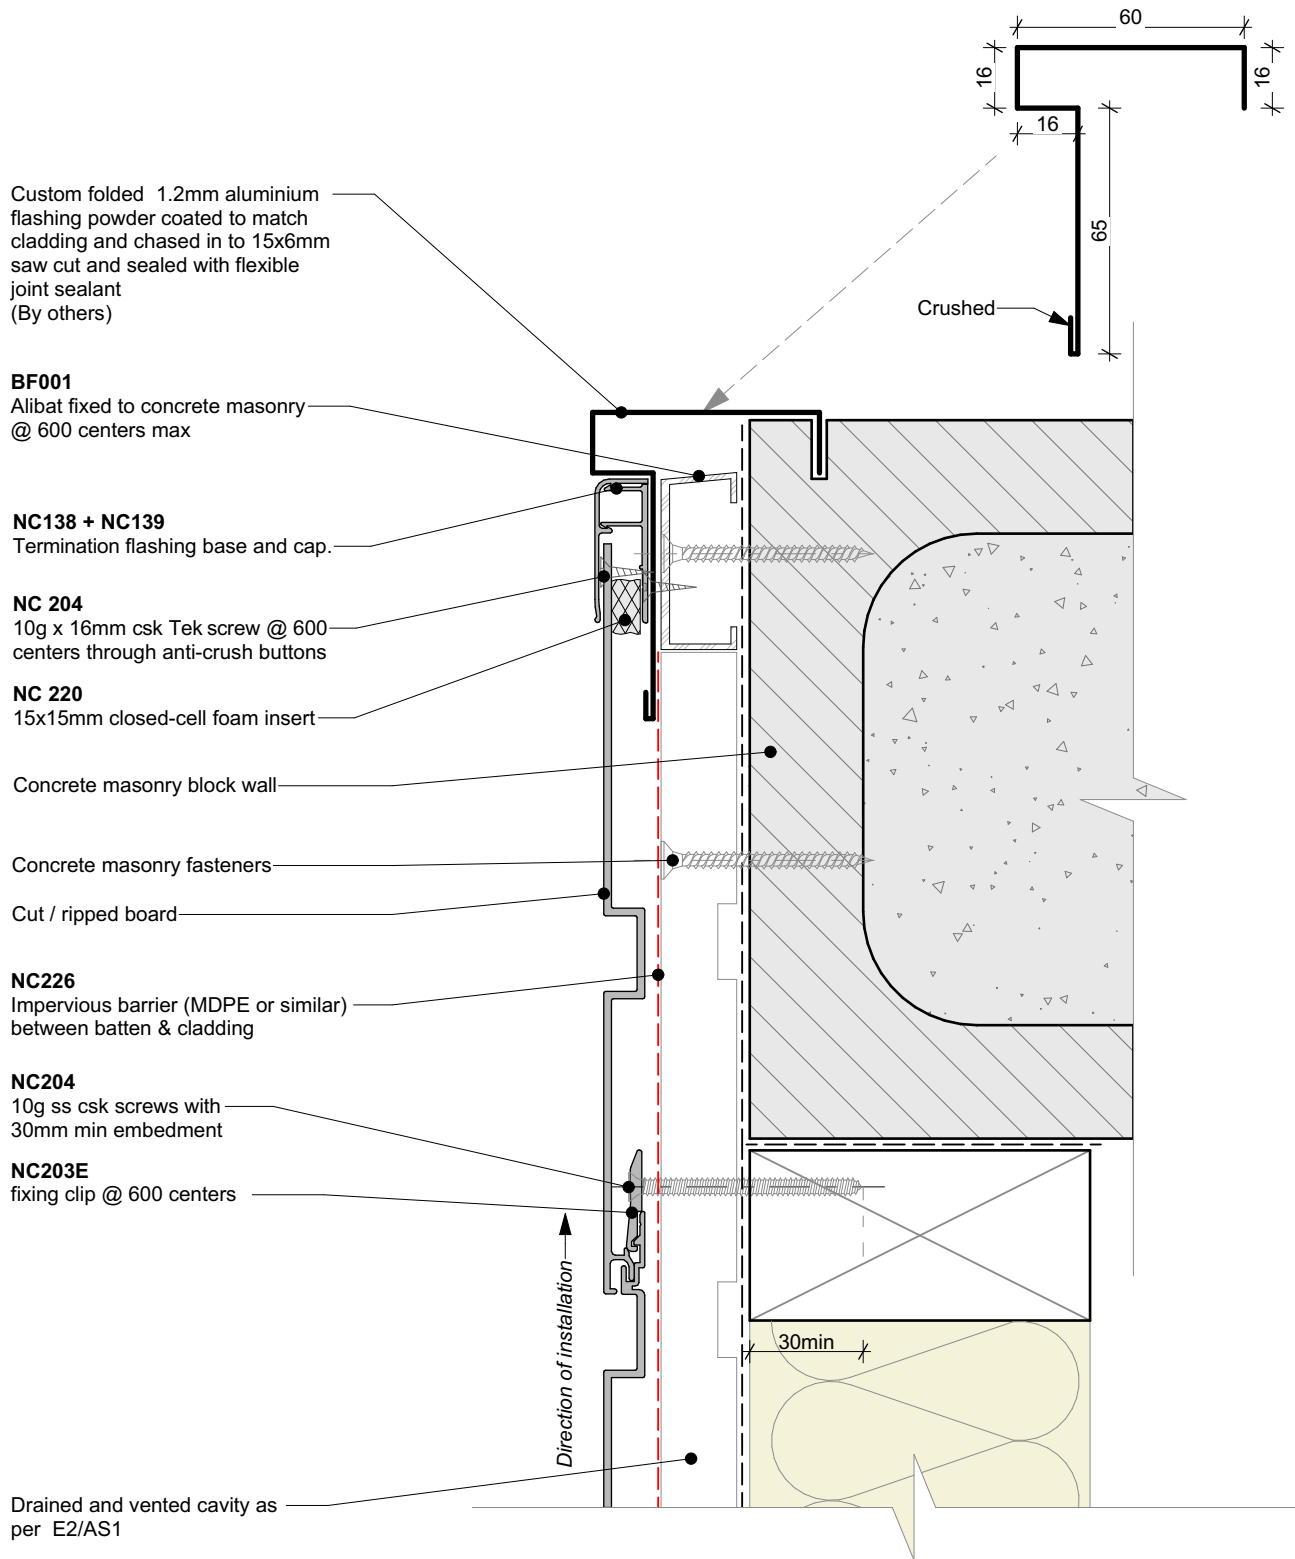 60
16
16
16
65
Crushed
Custom folded  1.2mm aluminium
flashing powder coated to match
cladding and chased in to 15x6mm
saw cut and sealed with flexible
joint sealant
(By others)
BF001
Alibat fixed to concrete masonry
@ 600 centers max
NC138 + NC139
Termination flashing base and cap.
NC 204
10g x 16mm csk Tek screw @ 600
centers through anti-crush buttons
NC 220
15x15mm closed-cell foam insert
Concrete masonry block wall
Concrete masonry fasteners
Cut / ripped board
NC226
Impervious barrier (MDPE or similar)
between batten & cladding
NC204
10g ss csk screws with
30mm min embedment
NC203E
fixing clip @ 600 centers
Direction of installation
30min
Drained and vented cavity as
per  E2/AS1